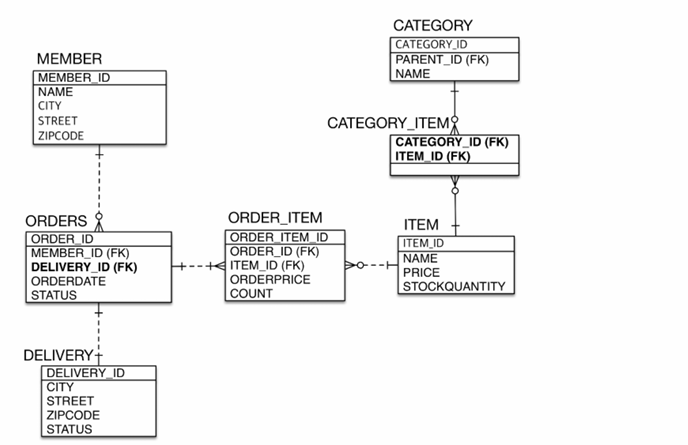 CATEGORY
CATEGORY_ID
PARENT_ID (FK)
NAME
MEMBER
MEMBER_ID
NAME
CITY
STREET
ZIPCODE
CATEGORY_ITEM
CATEGORY_ID (FK)
ITEM_ID (FK)
ORDERS
ORDER_ID
MEMBER_ID (FK)
DELIVERY_ID (FK)
ORDERDATE
STATUS
ORDER_ITEM
ORDER_ITEM_ID
ORDER_ID (FK)
ITEM_ID (FK)
ORDERPRICE
COUNT
ITEM
ITEM_ID
NAME
PRICE
STOCKQUANTITY
DELIVERY
DELIVERY_ID
CITY
STREET
ZIPCODE
STATUS